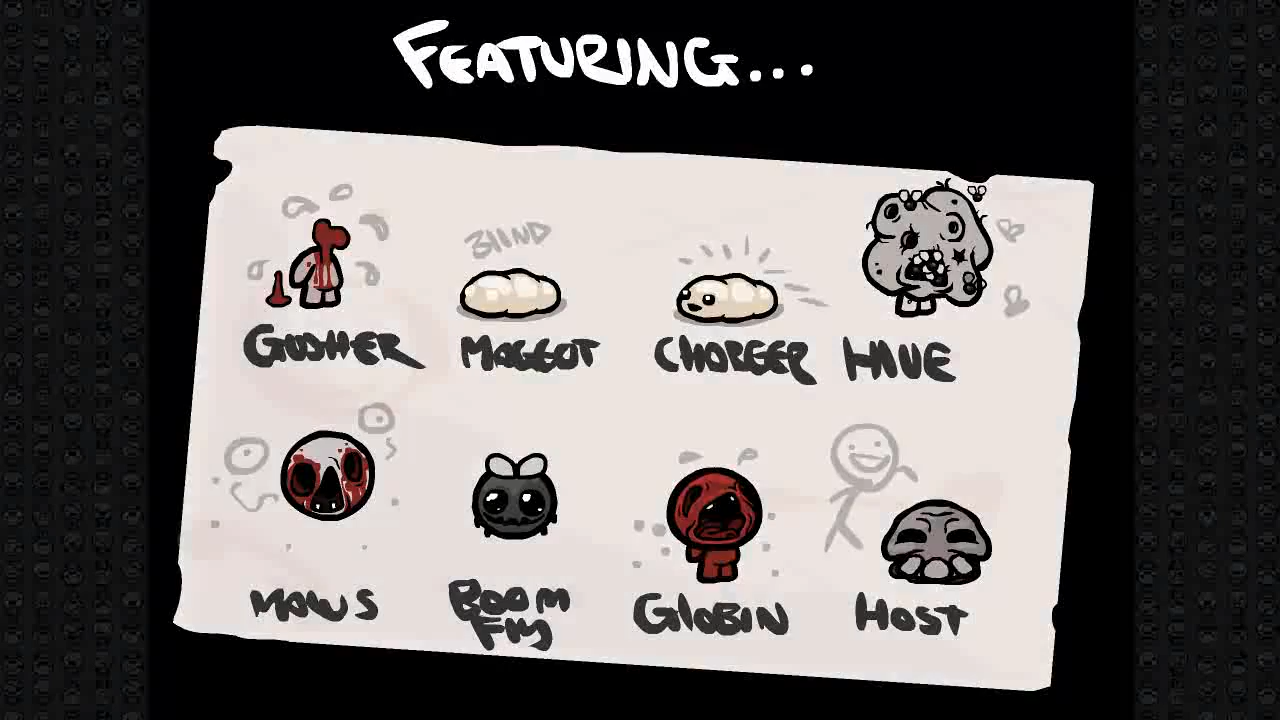 FEATURING...
BLIND
GUSHER MAGGOT CHARGER HIVE
MAWS BOOM FLY GLOBIN HOST